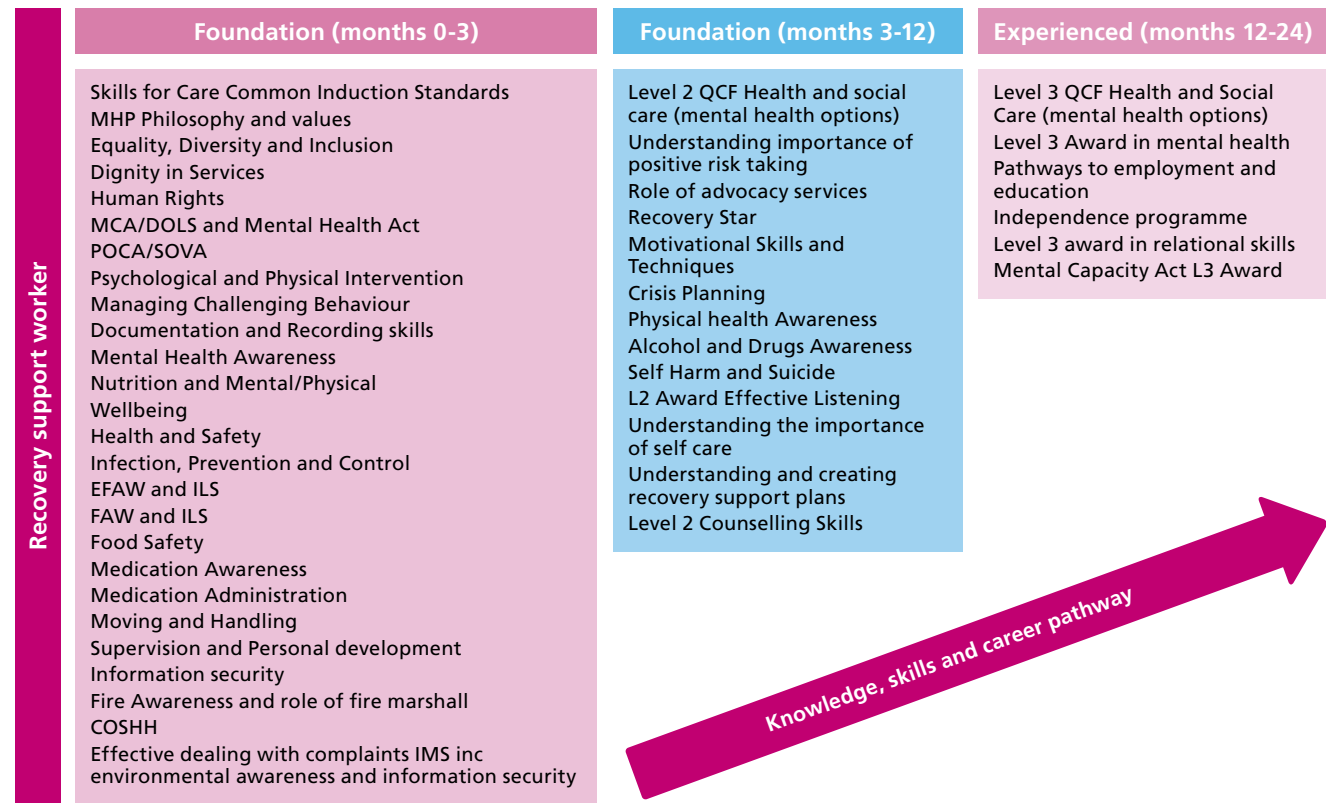 Recovery support worker
Foundation (months 0-3)
Skills for Care Common Induction Standards
MHP Philosophy and values
Equality, Diversity and Inclusion
Dignity in Services
Human Rights
MCA/DOLS and Mental Health Act
POCA/SOVA
Psychological and Physical Intervention
Managing Challenging Behaviour
Documentation and Recording skills
Mental Health Awareness
Nutrition and Mental/Physical
Wellbeing
Health and Safety
Infection, Prevention and Control
EFAW and ILS
FAW and ILS
Food Safety
Medication Awareness
Medication Administration
Moving and Handling
Supervision and Personal development
Information security
Fire Awareness and role of fire marshall
COSHH
Effective dealing with complaints IMS inc
environmental awareness and information security
Foundation (months 3-12)
Level 2 QCF Health and social
care (mental health options)
Understanding importance of
positive risk taking
Role of advocacy services
Recovery Star
Motivational Skills and
Techniques
Crisis Planning
Physical health Awareness
Alcohol and Drugs Awareness
Self Harm and Suicide
L2 Award Effective Listening
Understanding the importance
of self care
Understanding and creating
recovery support plans
Level 2 Counselling Skills
Experienced (months 12-24)
Level 3 QCF Health and Social
Care (mental health options)
Level 3 Award in mental health
Pathways to employment and
education
Independence programme
Level 3 award in relational skills
Mental Capacity Act L3 Award
Knowledge, skills and career pathway